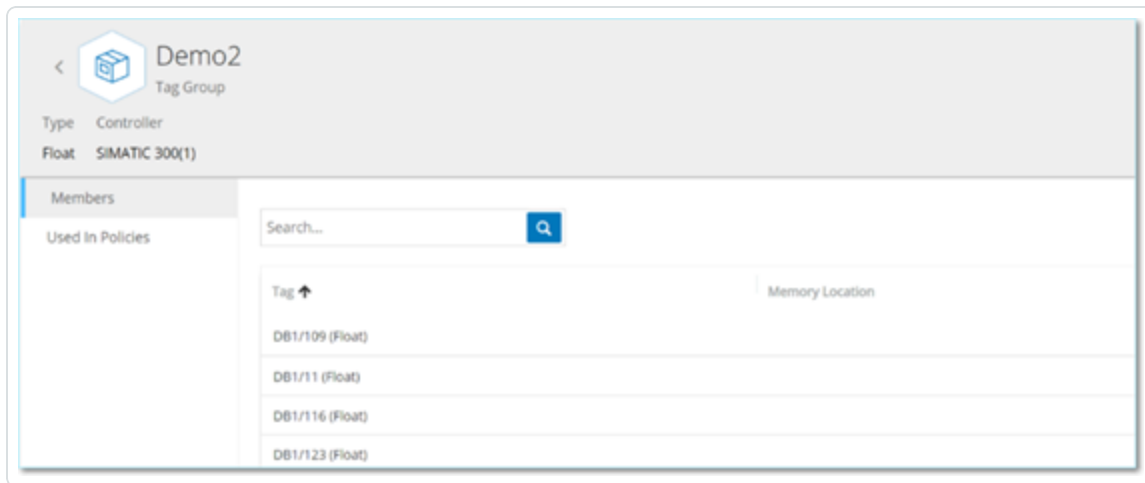 Demo2
Tag Group
Type Controller
Float SIMATIC 300(1)
Members
Used In Policies
Search...
Tag Memory Location
DB1/109 (Float)
DB1/11 (Float)
DB1/116 (Float)
DB1/123 (Float)